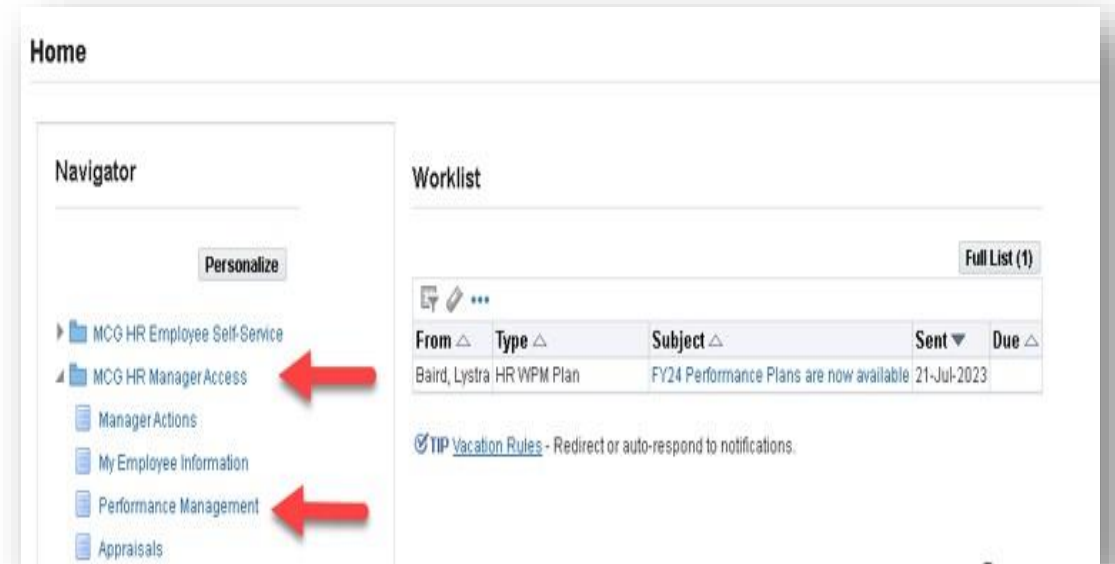 Home
Navigator
Personalize
MCG HR Employee Self-Service
MCG HR Manager Access
Manager Actions
My Employee Information
Performance Management
Appraisals
Worklist
Full List (1)
From Type Subject Sent Due
Baird, Lystra HR WPM Plan FY24 Performance Plans are now available 21-Jul-2023
TIP Vacation Rules - Redirect or auto-respond to notifications.